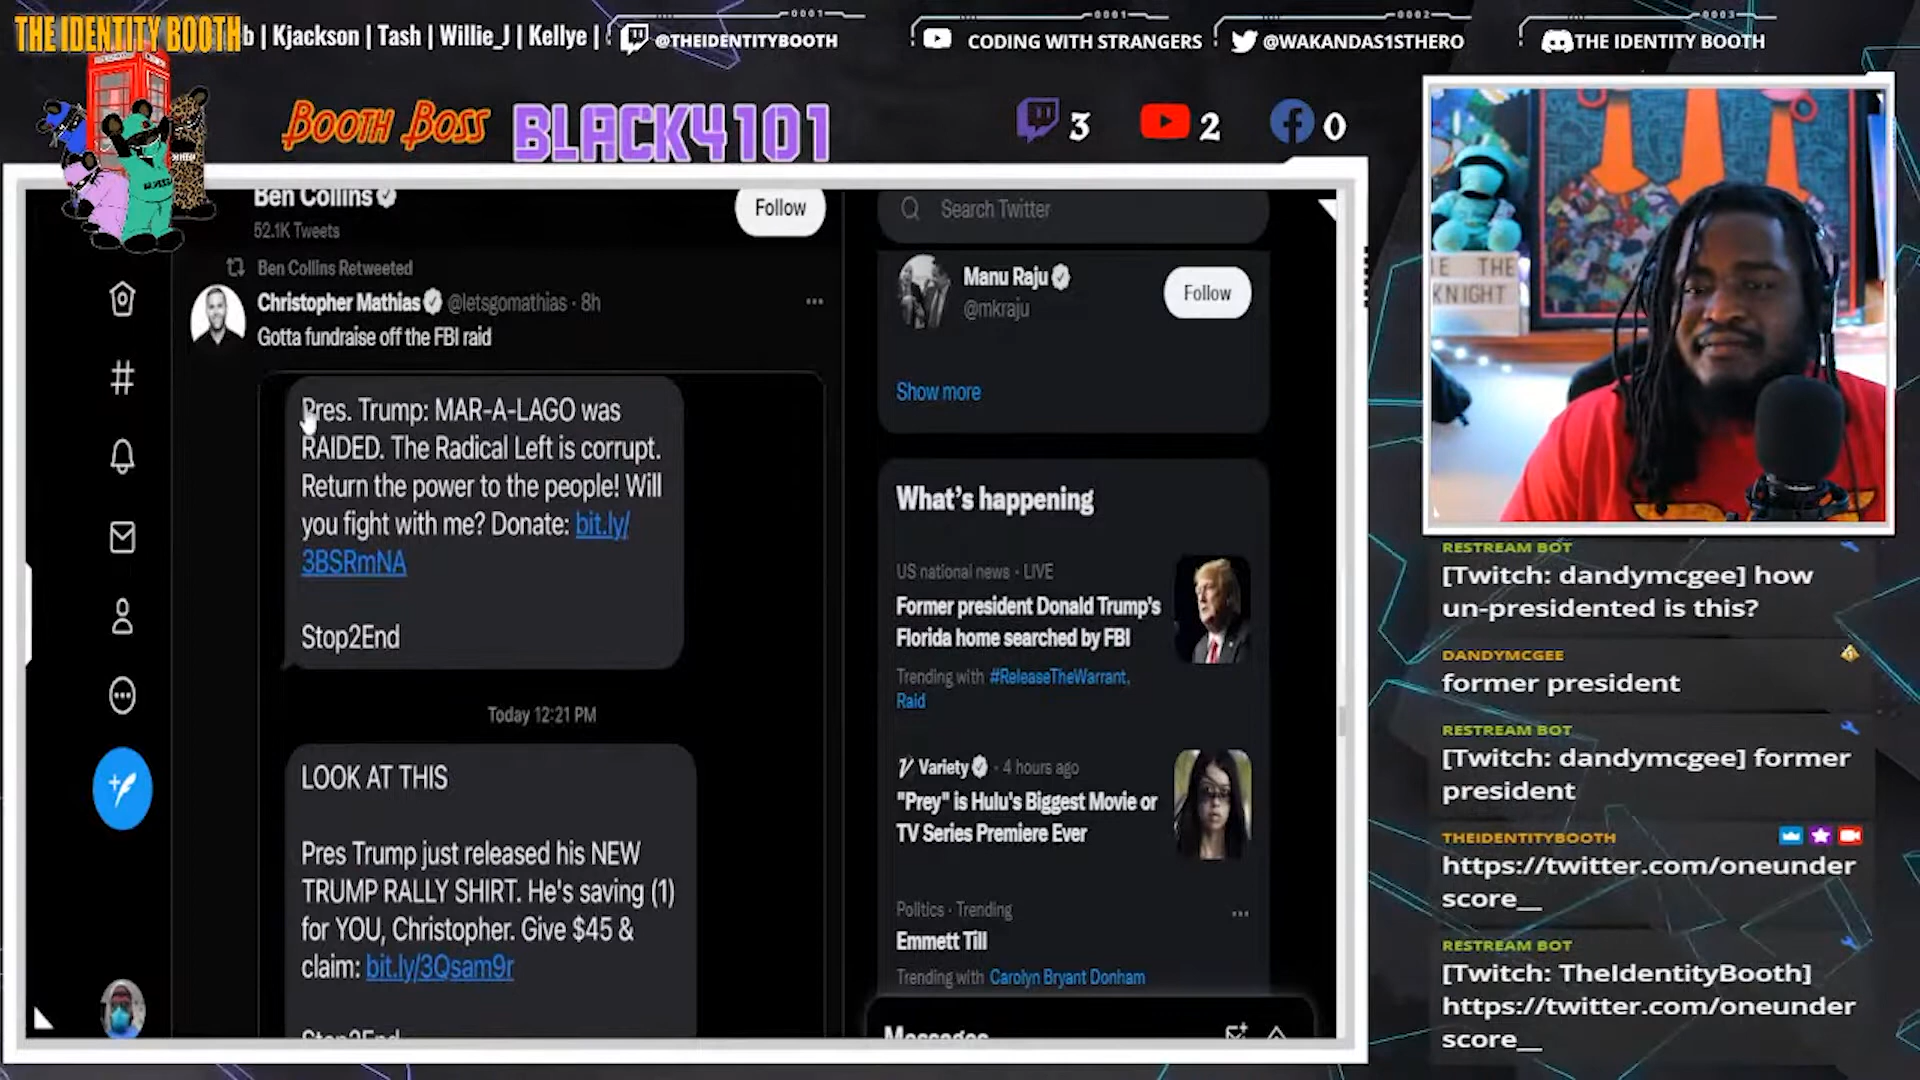 THE IDENTITY BOOTH
b | Kjackson | Tash | Willie_J | Kellye |
0001
@THEIDENTITYBOOTH
0001
CODING WITH STRANGERS
0002
@WAKANDAS1STHERO
0003
THE IDENTITY BOOTH
BOOTH BOSS
BLACK4101
3
2
0
Ben Collins
52.1K Tweets
Follow
Ben Collins Retweeted
Christopher Mathias @letsgomathias · 8h
Gotta fundraise off the FBI raid
Pres. Trump: MAR-A-LAGO was
RAIDED. The Radical Left is corrupt.
Return the power to the people! Will
you fight with me? Donate: bit.ly/
3BSRmNA
Stop2End
Today 12:21 PM
LOOK AT THIS
Pres Trump just released his NEW
TRUMP RALLY SHIRT. He's saving (1)
for YOU, Christopher. Give $45 &
claim: bit.ly/3Qsam9r
Stop2End
Search Twitter
Manu Raju
@mkraju
Follow
Show more
What's happening
US national news · LIVE
Former president Donald Trump's
Florida home searched by FBI
Trending with #ReleaseTheWarrant,
Raid
Variety · 4 hours ago
"Prey" is Hulu's Biggest Movie or
TV Series Premiere Ever
Politics · Trending
Emmett Till
Trending with Carolyn Bryant Donham
Messages
IE THE
KNIGHT
RESTREAM BOT
[Twitch: dandymcgee] how
un-presidented is this?
DANDYMCGEE
former president
RESTREAM BOT
[Twitch: dandymcgee] former
president
THEIDENTITYBOOTH
https://twitter.com/oneunder
score__
RESTREAM BOT
[Twitch: TheIdentityBooth]
https://twitter.com/oneunder
score__